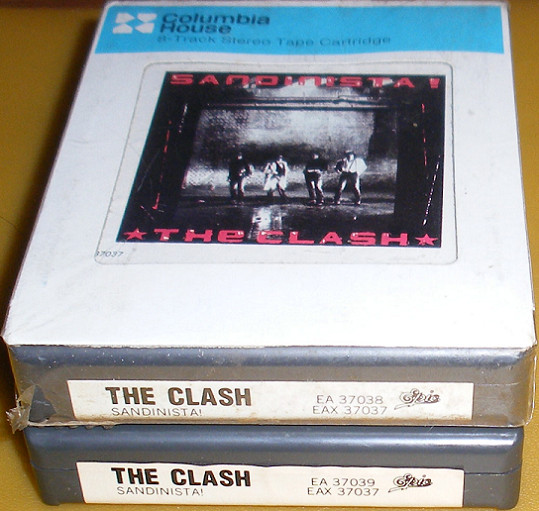 Columbia
House
8-Track Stereo Tape Cartridge
SANDINISTA!
★THE CLASH★
37037
THE CLASH
SANDINISTA!
EA 37038
EAX 37037
Epic
THE CLASH
SANDINISTA!
EA 37039
EAX 37037
Epic